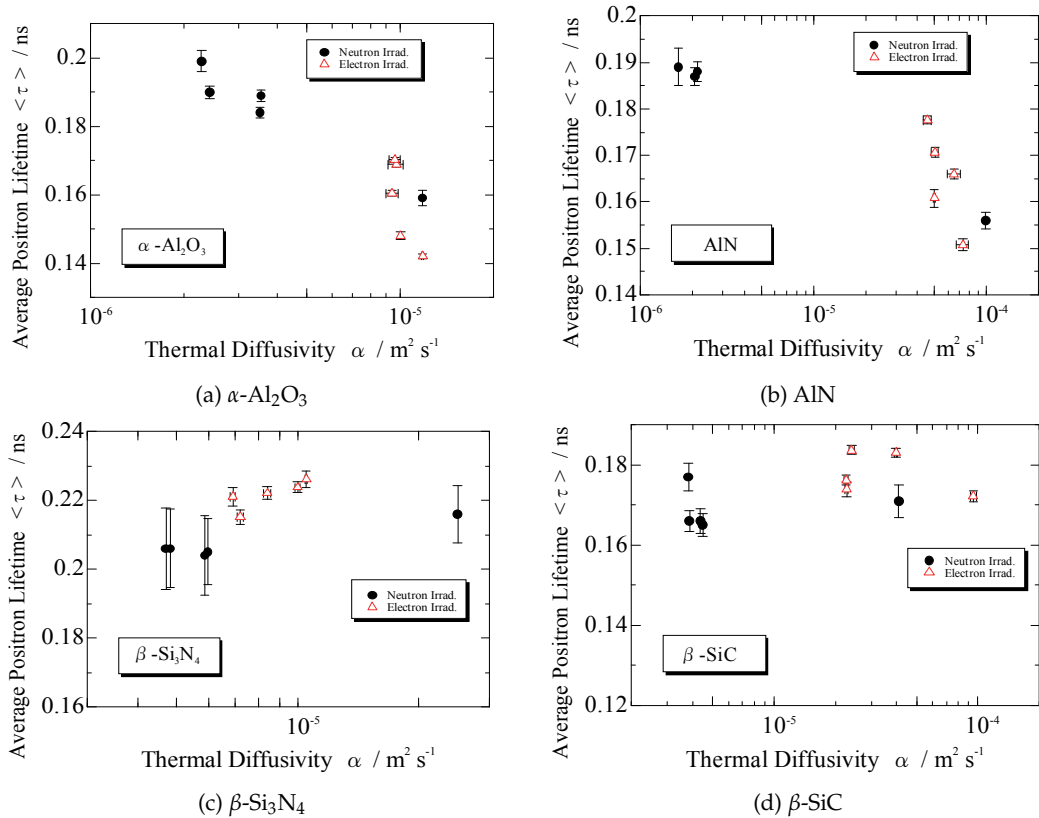 Average Positron Lifetime < τ > / ns
0.2
0.18
0.16
0.14
10⁻⁶
10⁻⁵
Neutron Irrad.
Electron Irrad.
α -Al₂O₃
Thermal Diffusivity α / m² s⁻¹
(a) α-Al₂O₃
Average Positron Lifetime < τ > / ns
0.2
0.19
0.18
0.17
0.16
0.15
0.14
10⁻⁶
10⁻⁵
10⁻⁴
Neutron Irrad.
Electron Irrad.
AlN
Thermal Diffusivity α / m² s⁻¹
(b) AlN
Average Positron Lifetime < τ > / ns
0.24
0.22
0.2
0.18
0.16
10⁻⁵
Neutron Irrad.
Electron Irrad.
β -Si₃N₄
Thermal Diffusivity α / m² s⁻¹
(c) β-Si₃N₄
Average Positron Lifetime < τ > / ns
0.18
0.16
0.14
0.12
10⁻⁵
10⁻⁴
Neutron Irrad.
Electron Irrad.
β -SiC
Thermal Diffusivity α / m² s⁻¹
(d) β-SiC